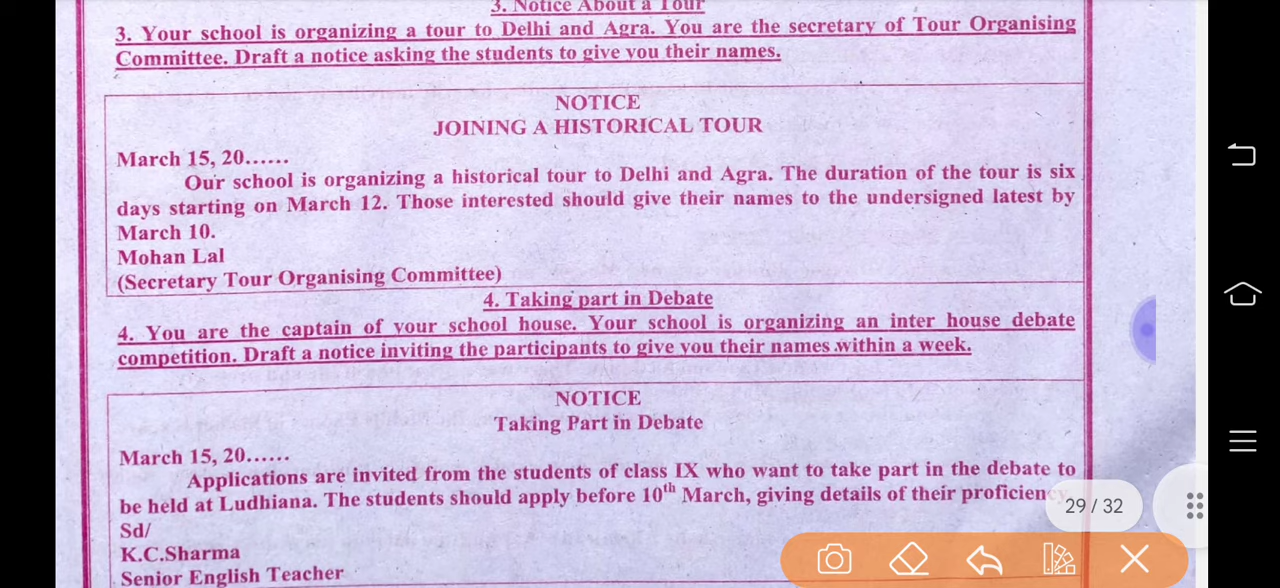 3. Notice About a Tour
3. Your school is organizing a tour to Delhi and Agra. You are the secretary of Tour Organising
Committee. Draft a notice asking the students to give you their names.
NOTICE
JOINING A HISTORICAL TOUR
March 15, 20......
Our school is organizing a historical tour to Delhi and Agra. The duration of the tour is six
days starting on March 12. Those interested should give their names to the undersigned latest by
March 10.
Mohan Lal
(Secretary Tour Organising Committee)
4. Taking part in Debate
4. You are the captain of your school house. Your school is organizing an inter house debate
competition. Draft a notice inviting the participants to give you their names within a week.
NOTICE
Taking Part in Debate
March 15, 20......
Applications are invited from the students of class IX who want to take part in the debate to
be held at Ludhiana. The students should apply before 10th March, giving details of their
29 / 32
Sd/
K.C.Sharma
Senior English Teacher